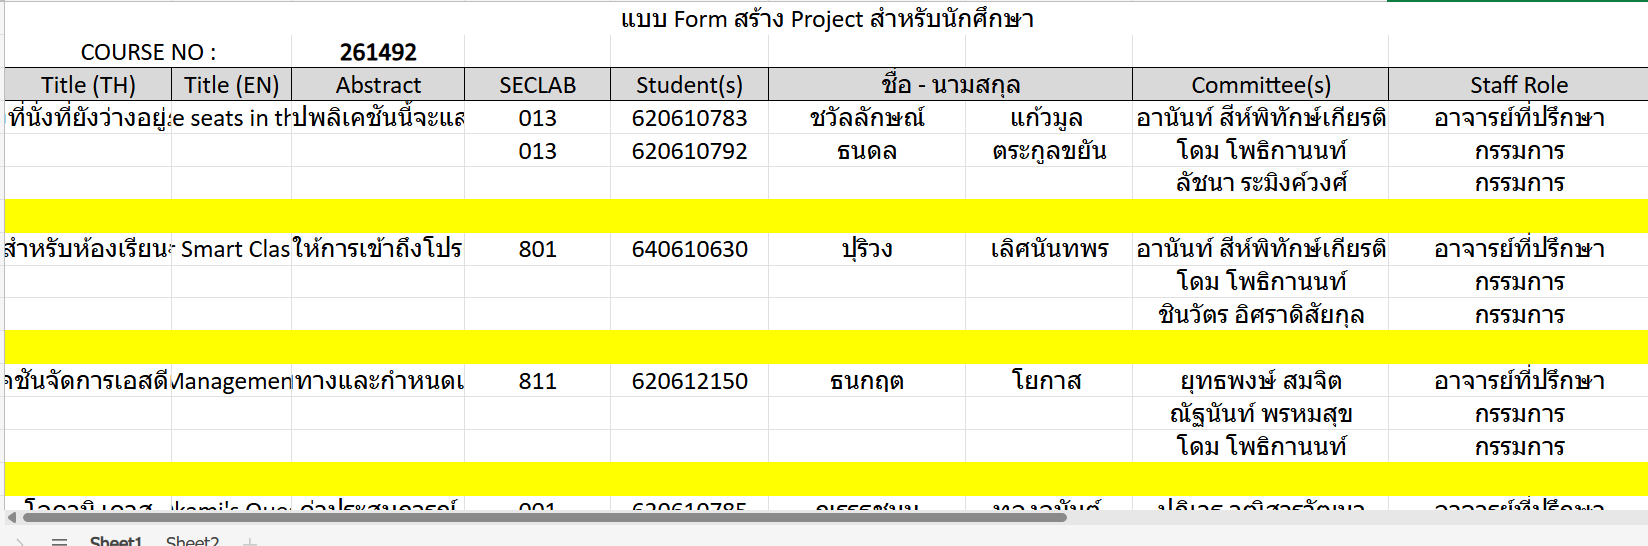 แบบ Form สร้าง Project สำหรับนักศึกษา
COURSE NO : 261492
Title (TH) Title (EN) Abstract SECLAB Student(s) ชื่อ - นามสกุล Committee(s) Staff Role
ที่นั่งที่ยังว่างอยู่ e seats in th ปพลิเคชันนี้จะแส 013 620610783 ชวัลลักษณ์ แก้วมูล อานันท์ สีห์พิทักษ์เกียรติ อาจารย์ที่ปรึกษา
013 620610792 ธนดล ตระกูลขยัน โดม โพธิกานนท์ กรรมการ
ลัชนา ระมิงค์วงศ์ กรรมการ
สำหรับห้องเรียน Smart Clas ให้การเข้าถึงโปร 801 640610630 ปุริวง เลิศนันทพร อานันท์ สีห์พิทักษ์เกียรติ อาจารย์ที่ปรึกษา
โดม โพธิกานนท์ กรรมการ
ชินวัตร อิศราดิสัยกุล กรรมการ
คชันจัดการเอสดี Managemen ทางและกำหนดเ 811 620612150 ธนกฤต โยกาส ยุทธพงษ์ สมจิต อาจารย์ที่ปรึกษา
ณัฐนันท์ พรหมสุข กรรมการ
โดม โพธิกานนท์ กรรมการ
001 620610785 อาจารย์ที่ปรึกษา
Sheet1 Sheet2